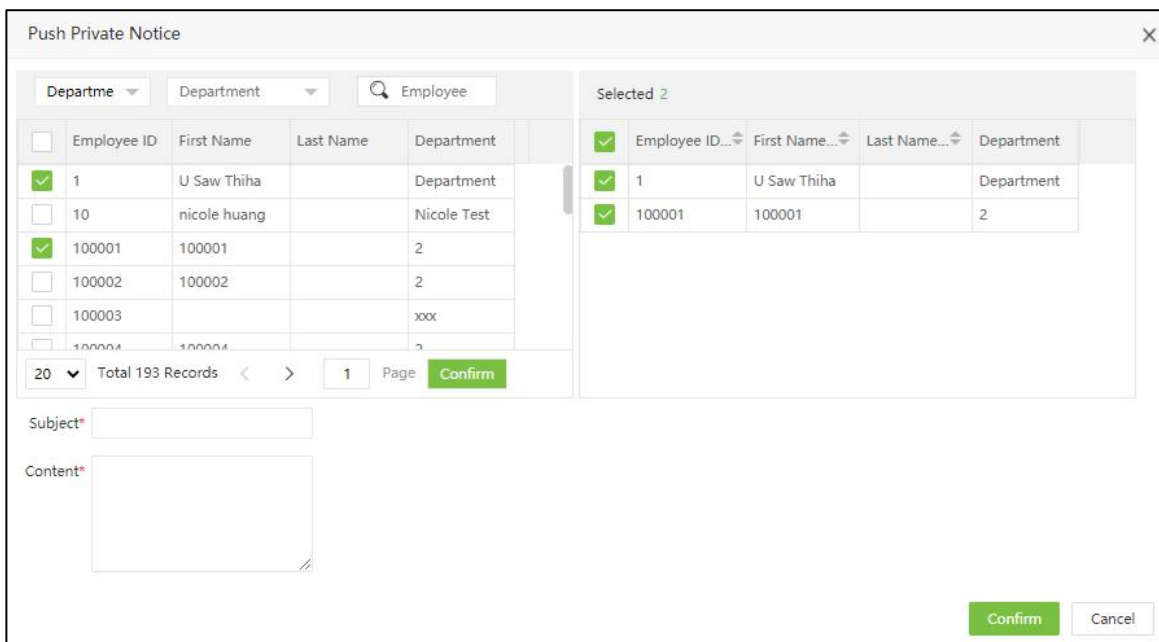 Push Private Notice
Departme Department Employee
Selected 2
Employee ID First Name Last Name Department
Employee ID... First Name... Last Name... Department
1 U Saw Thiha Department
10 nicole huang Nicole Test
100001 100001 2
100002 100002 2
100003 xxx
100004 100004 2
1 U Saw Thiha Department
100001 100001 2
20 Total 193 Records < > 1 Page Confirm
Subject*
Content*
Confirm Cancel